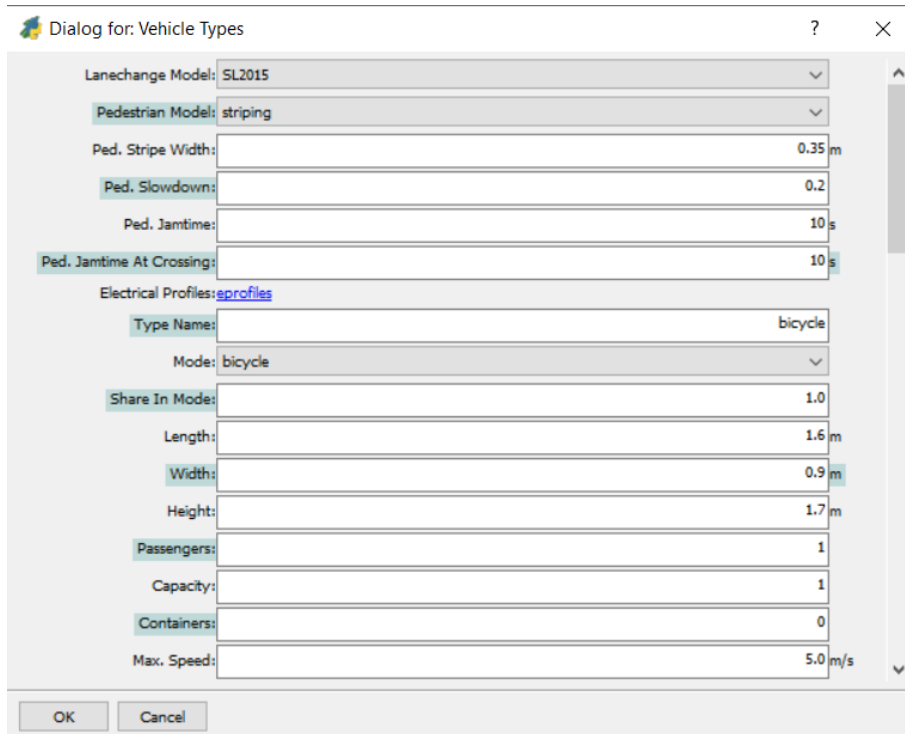 Dialog for: Vehicle Types ?
Lanechange Model: SL2015
Pedestrian Model: striping
Ped. Stripe Width: 0.35 m
Ped. Slowdown: 0.2
Ped. Jamtime: 10 s
Ped. Jamtime At Crossing: 10 s
Electrical Profiles: eprofiles
Type Name: bicycle
Mode: bicycle
Share In Mode: 1.0
Length: 1.6 m
Width: 0.9 m
Height: 1.7 m
Passengers: 1
Capacity: 1
Containers: 0
Max. Speed: 5.0 m/s
OK Cancel